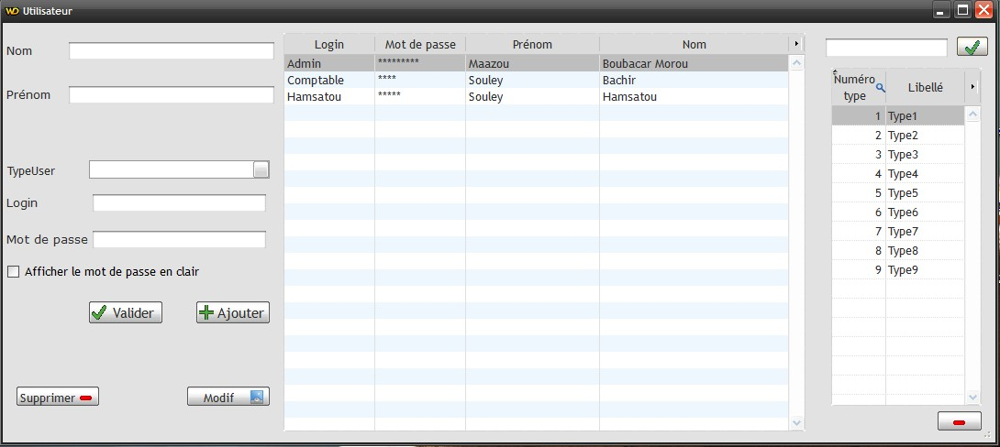 WD Utilisateur
Nom
Prénom
TypeUser
Login
Mot de passe
Afficher le mot de passe en clair
Valider
Ajouter
Supprimer
Modif
Login Mot de passe Prénom Nom
Admin ********* Maazou Boubacar Morou
Comptable **** Souley Bachir
Hamsatou ***** Souley Hamsatou
Numéro type Libellé
1 Type1
2 Type2
3 Type3
4 Type4
5 Type5
6 Type6
7 Type7
8 Type8
9 Type9